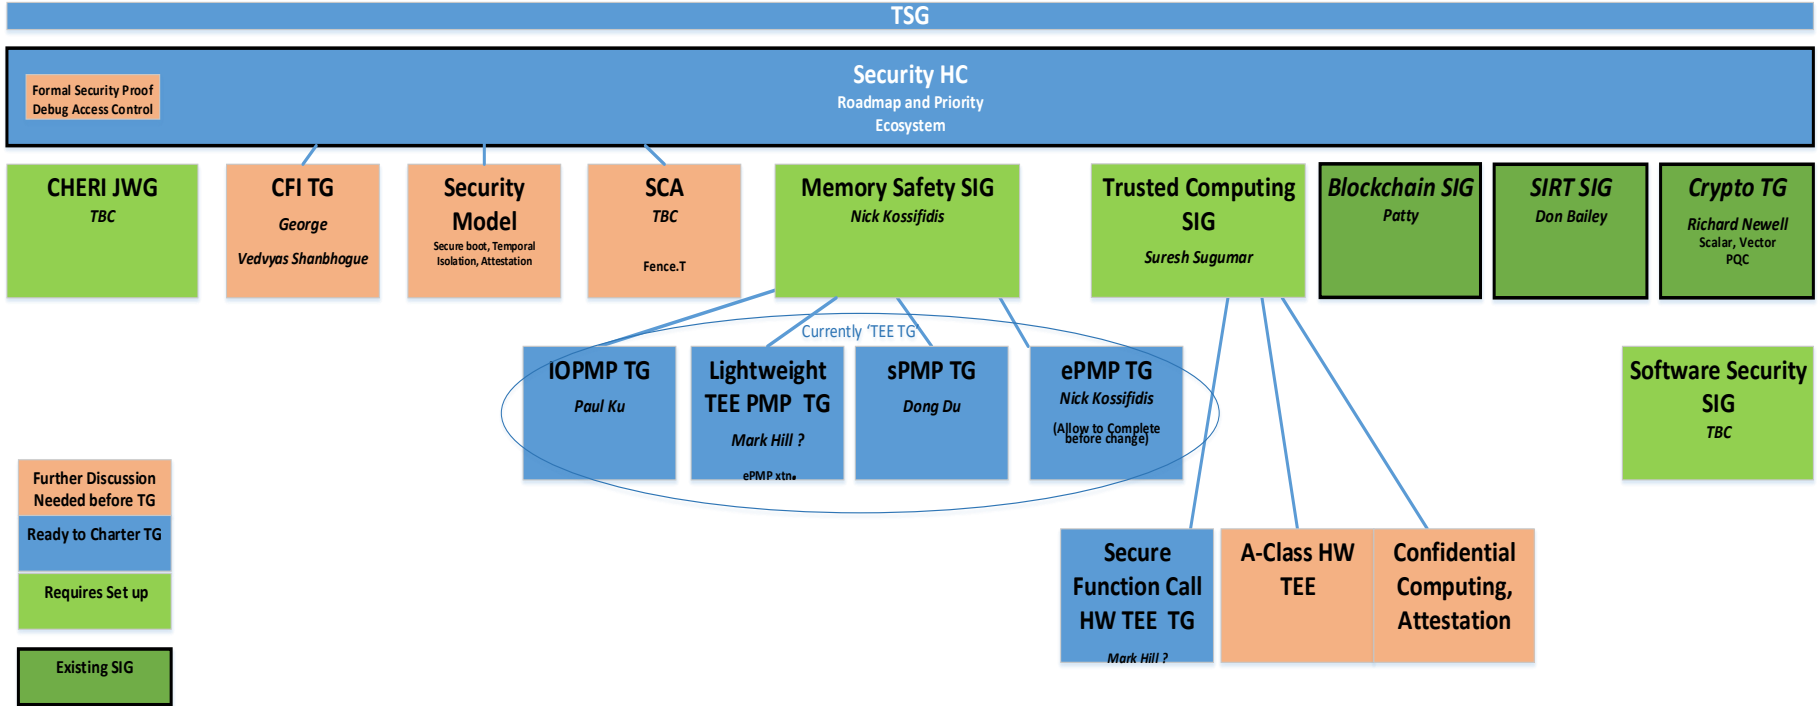 TSG
Security HC
Roadmap and Priority
Ecosystem
Formal Security Proof
Debug Access Control
CHERI JWG
TBC
CFI TG
George
Vedvyas Shanbhogue
Security
Model
Secure boot, Temporal
Isolation, Attestation
SCA
TBC
Fence.T
Memory Safety SIG
Nick Kossifidis
Trusted Computing
SIG
Suresh Sugumar
Blockchain SIG
Patty
SIRT SIG
Don Bailey
Crypto TG
Richard Newell
Scalar, Vector
PQC
Currently ‘TEE TG’
IOPMP TG
Paul Ku
Lightweight
TEE PMP TG
Mark Hill ?
ePMP xtn.
sPMP TG
Dong Du
ePMP TG
Nick Kossifidis
(Allow to Complete
before change)
Software Security
SIG
TBC
Further Discussion
Needed before TG
Ready to Charter TG
Requires Set up
Existing SIG
Secure
Function Call
HW TEE TG
Mark Hill ?
A-Class HW
TEE
Confidential
Computing,
Attestation